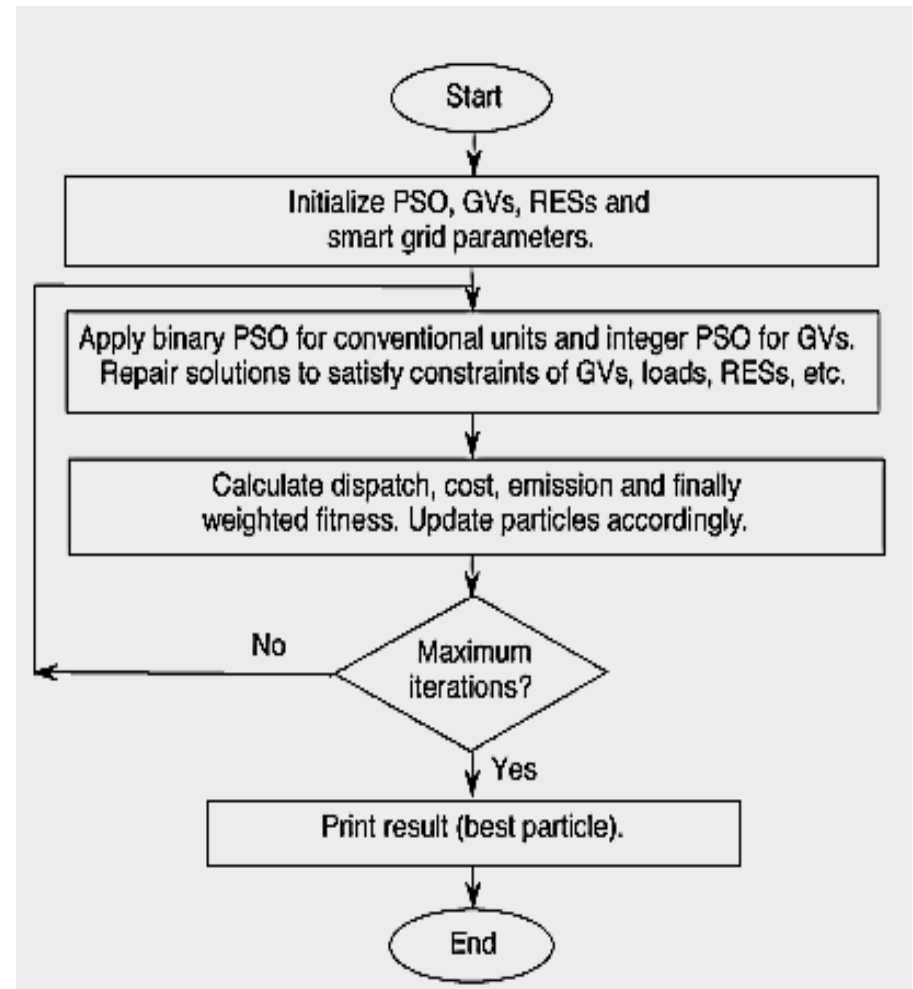 Start
Initialize PSO, GVs, RESs and
smart grid parameters.
Apply binary PSO for conventional units and integer PSO for GVs.
Repair solutions to satisfy constraints of GVs, loads, RESs, etc.
Calculate dispatch, cost, emission and finally
weighted fitness. Update particles accordingly.
No
Maximum
iterations?
Yes
Print result (best particle).
End